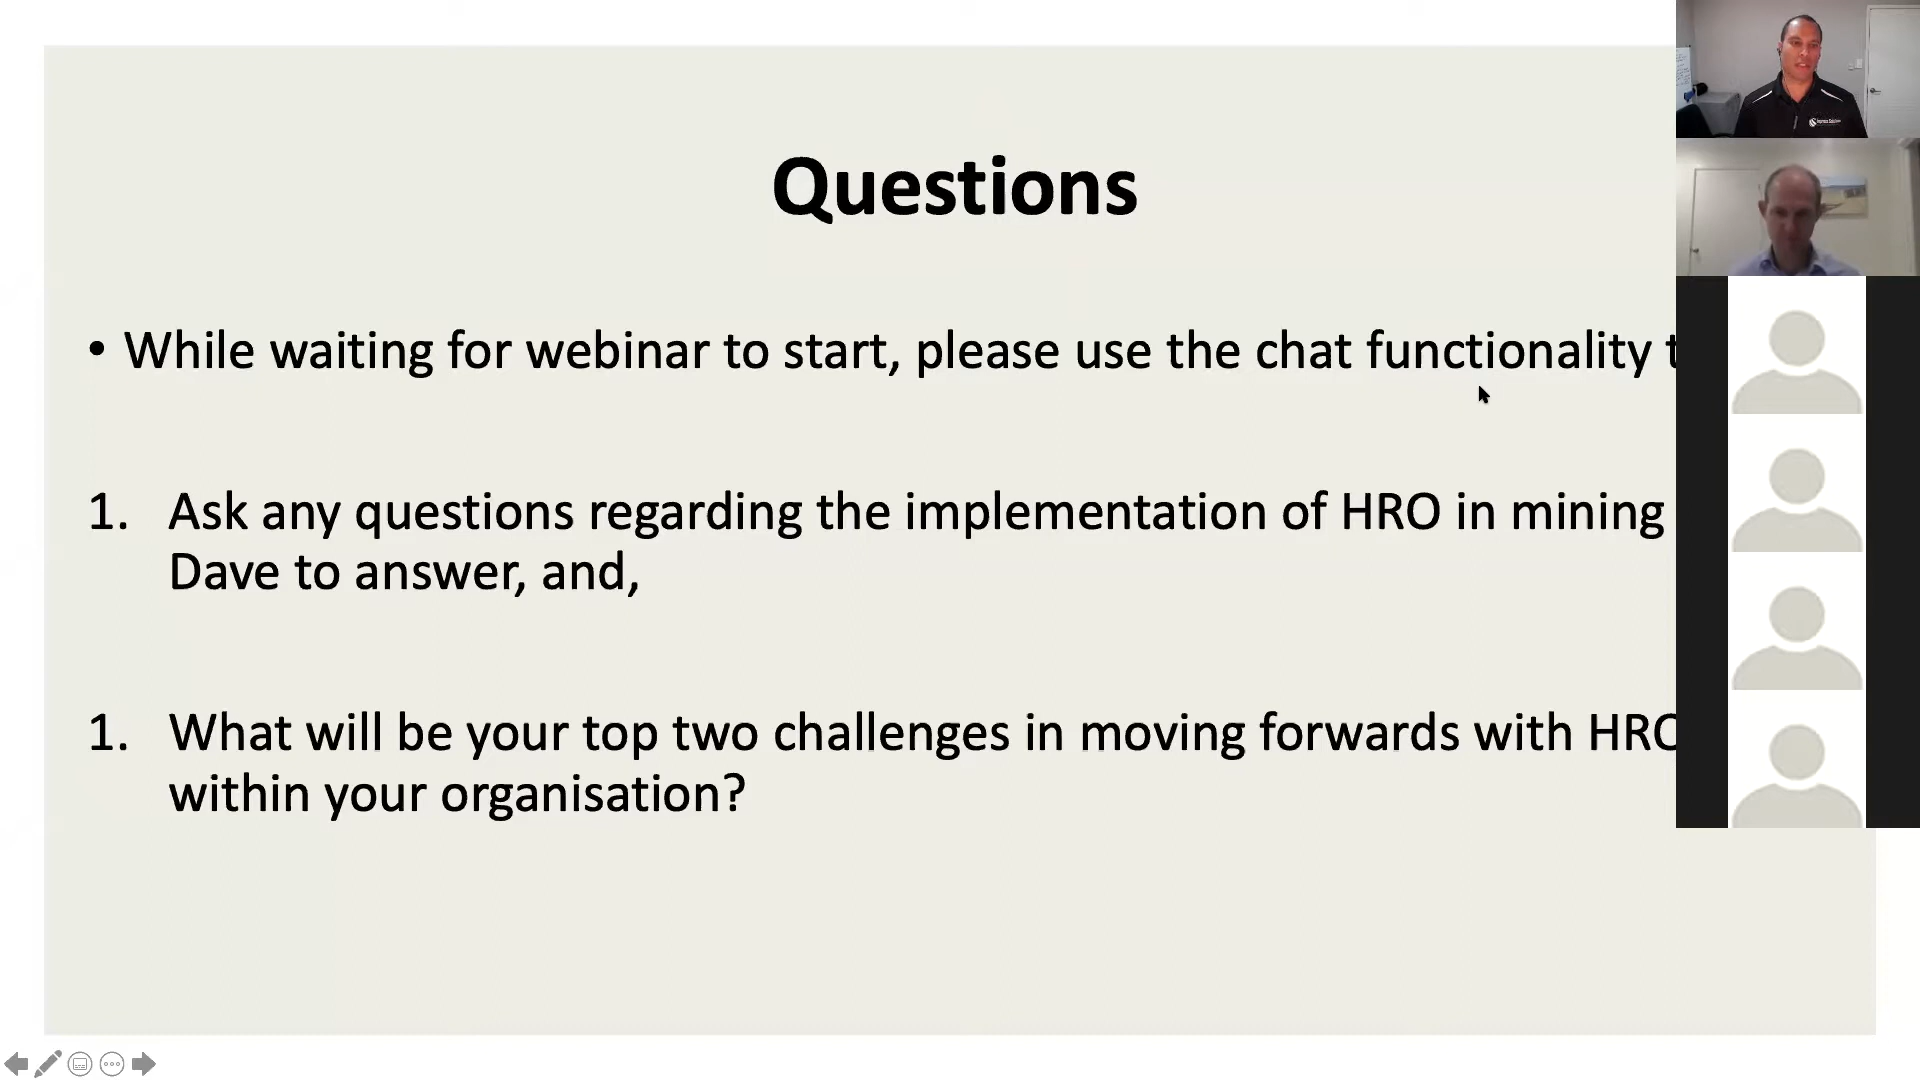 Questions
• While waiting for webinar to start, please use the chat functionality t
1. Ask any questions regarding the implementation of HRO in mining
Dave to answer, and,
1. What will be your top two challenges in moving forwards with HRO
within your organisation?